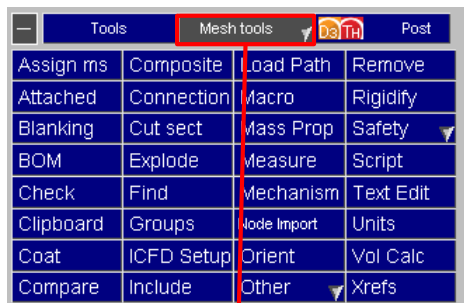 Tools Mesh tools D3 TH Post
Assign ms Composite Load Path Remove
Attached Connection Macro Rigidify
Blanking Cut sect Mass Prop Safety
BOM Explode Measure Script
Check Find Mechanism Text Edit
Clipboard Groups Node Import Units
Coat ICFD Setup Orient Vol Calc
Compare Include Other Xrefs